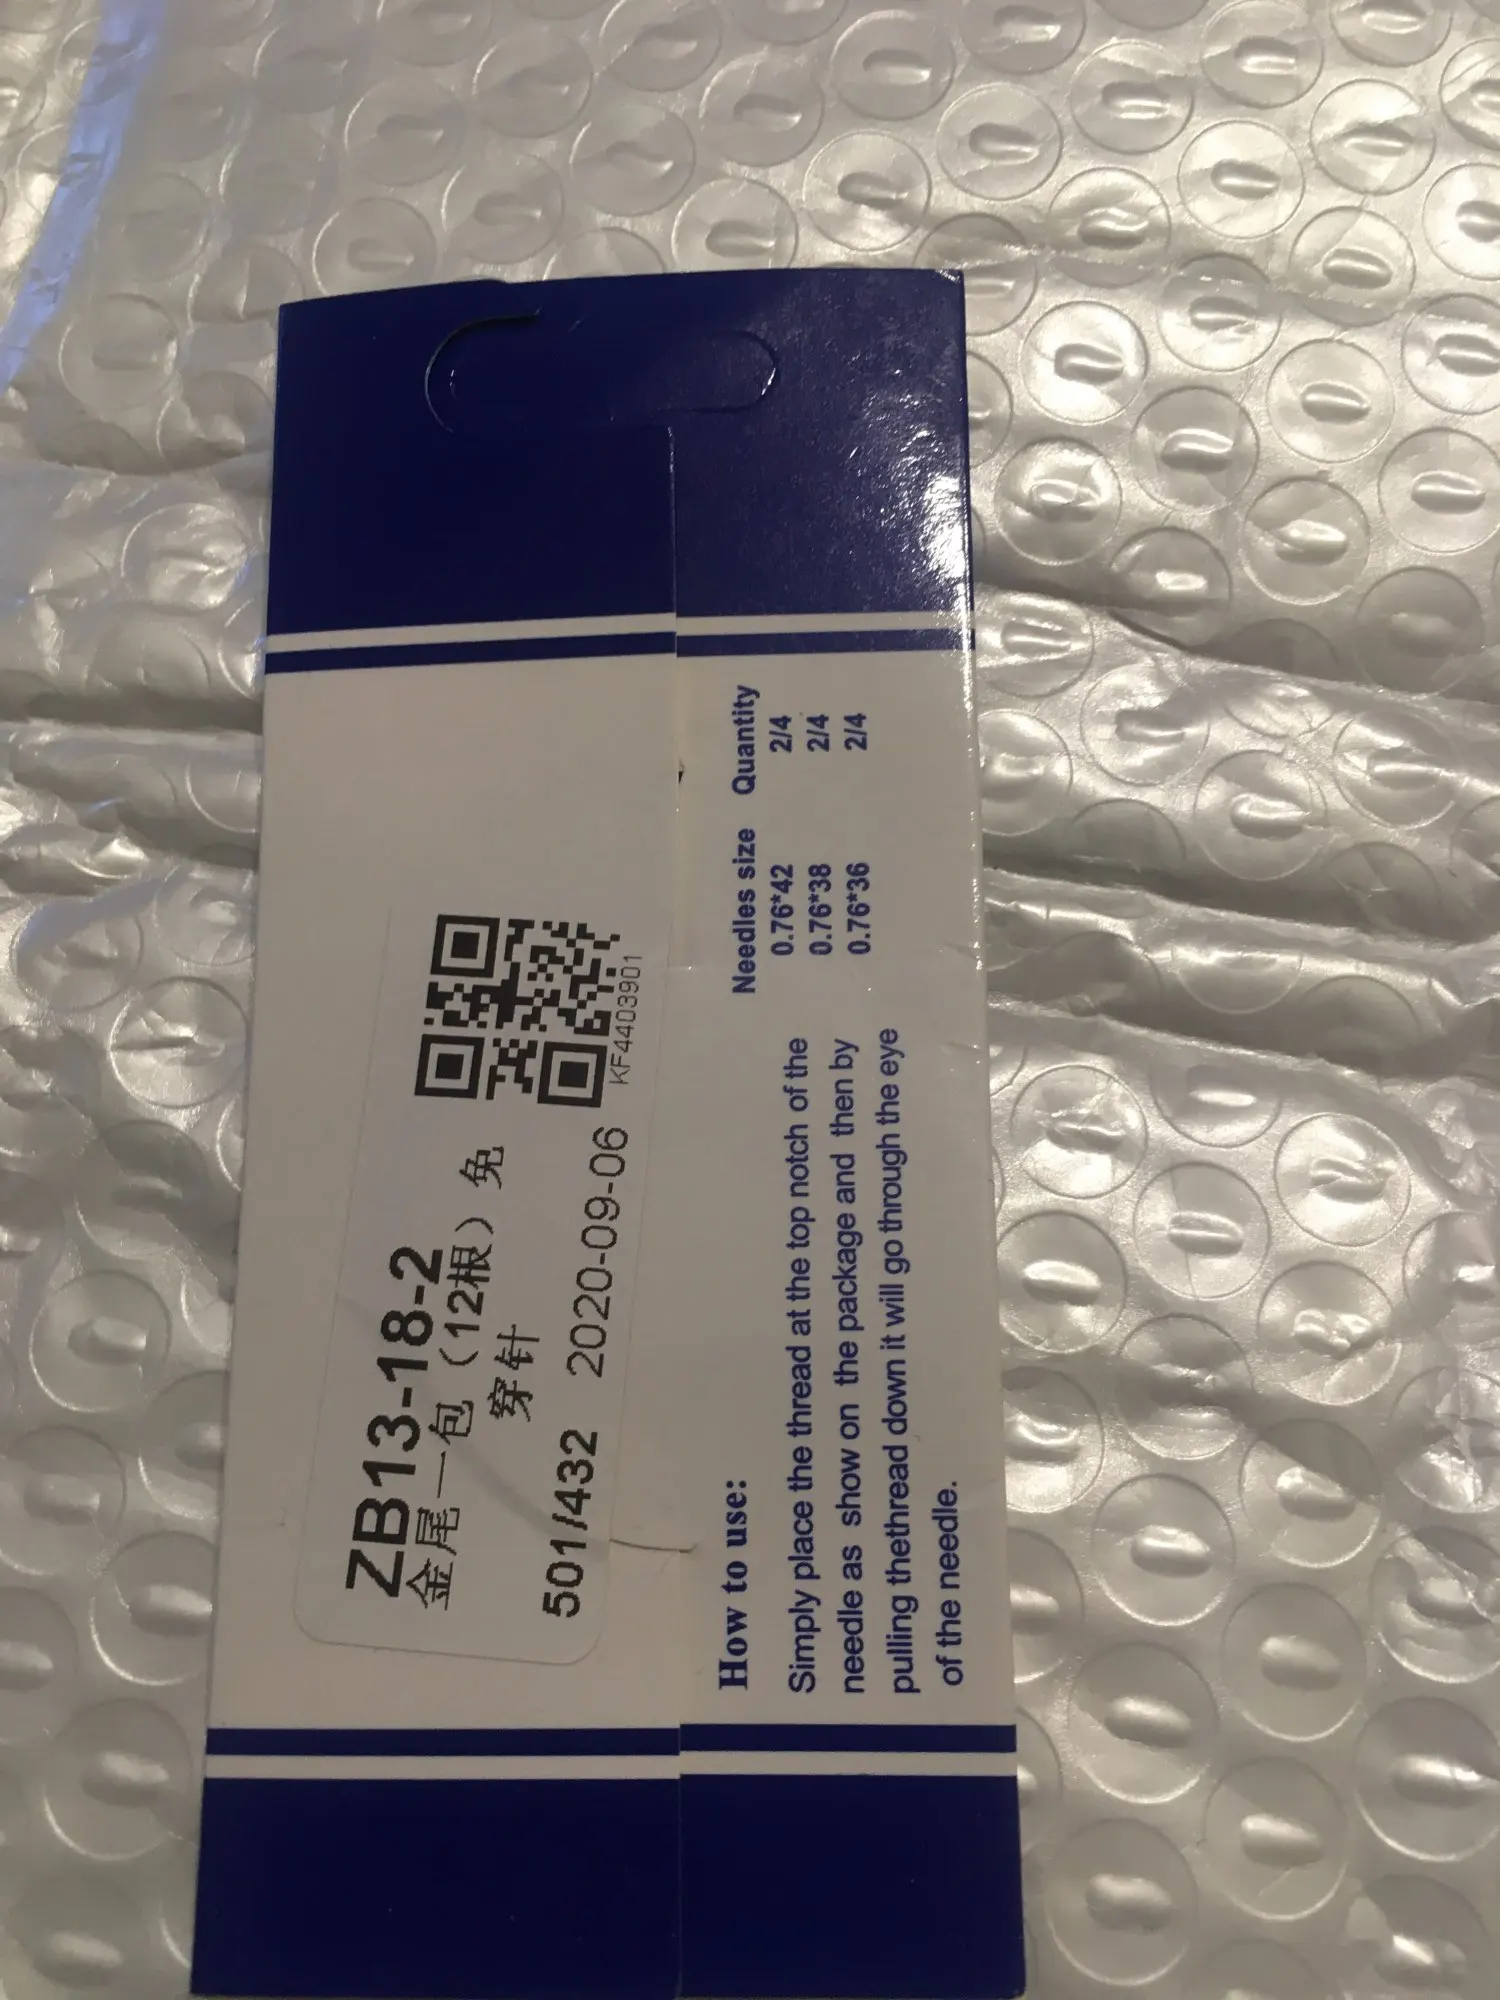 ZB13-18-2
金尾一包（12根）免
穿针
501/432 2020-09-06
KF4403901
How to use:
Simply place the thread at the top notch of the
needle as show on the package and then by
pulling thethread down it will go through the eye
of the needle.
Needles size Quantity
0.76*42 2/4
0.76*38 2/4
0.76*36 2/4